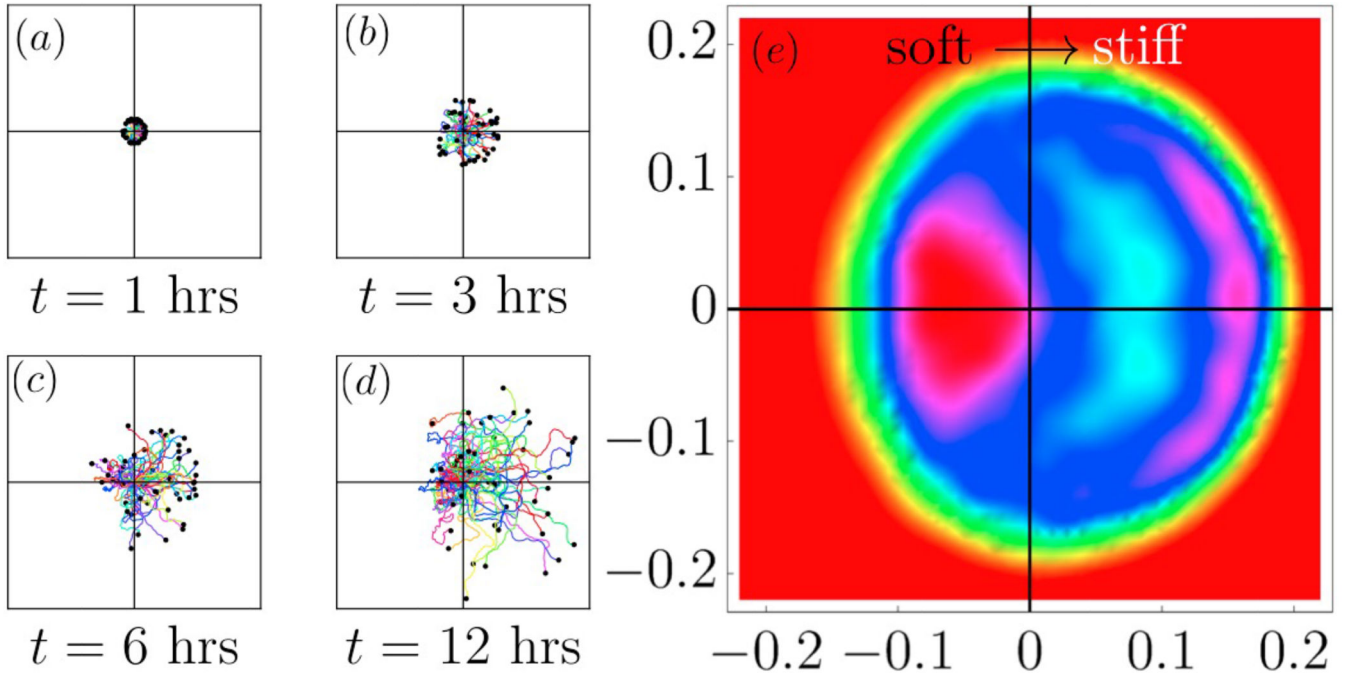 (a)
(b)
t = 1 hrs
t = 3 hrs
(c)
(d)
t = 6 hrs
t = 12 hrs
(e)
soft → stiff
0.2
0.1
0
−0.1
−0.2
−0.2 −0.1 0 0.1 0.2